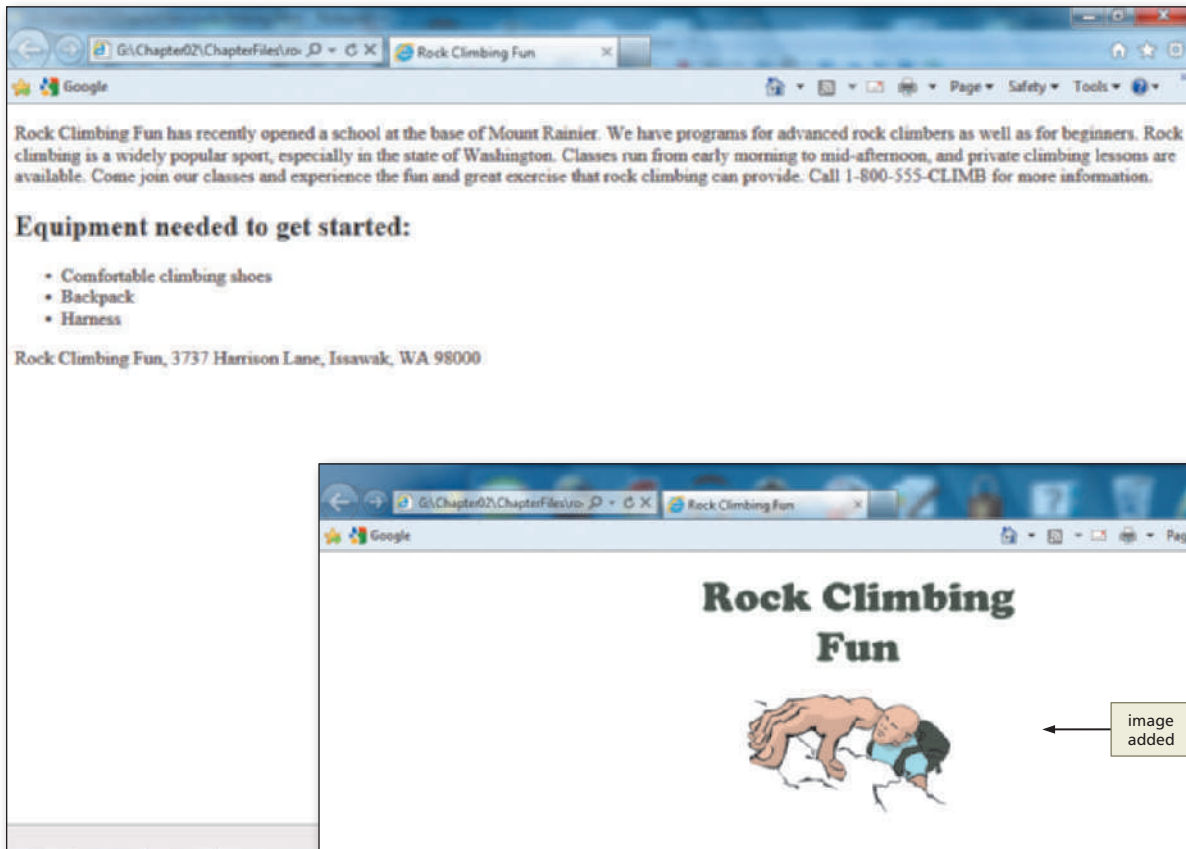 G:\Chapter02\ChapterFiles\ro
Rock Climbing Fun
Google
Page Safety Tools
Rock Climbing Fun has recently opened a school at the base of Mount Rainier. We have programs for advanced rock climbers as well as for beginners. Rock
climbing is a widely popular sport, especially in the state of Washington. Classes run from early morning to mid-afternoon, and private climbing lessons are
available. Come join our classes and experience the fun and great exercise that rock climbing can provide. Call 1-800-555-CLIMB for more information.
Equipment needed to get started:
• Comfortable climbing shoes
• Backpack
• Harness
Rock Climbing Fun, 3737 Harrison Lane, Issawak, WA 98000
G:\Chapter02\ChapterFiles\ro
Rock Climbing Fun
Google
Pag
Rock Climbing
Fun
image
added